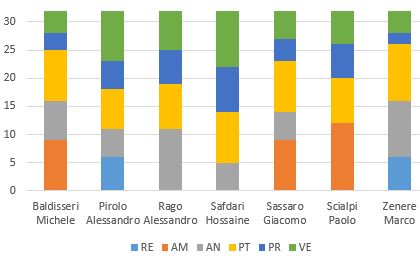 30
25
20
15
10
5
0
Baldisseri Pirolo Rago Safdari Sassaro Scialpi Zenere
Michele Alessandro Alessandro Hossaine Giacomo Paolo Marco
RE AM AN PT PR VE